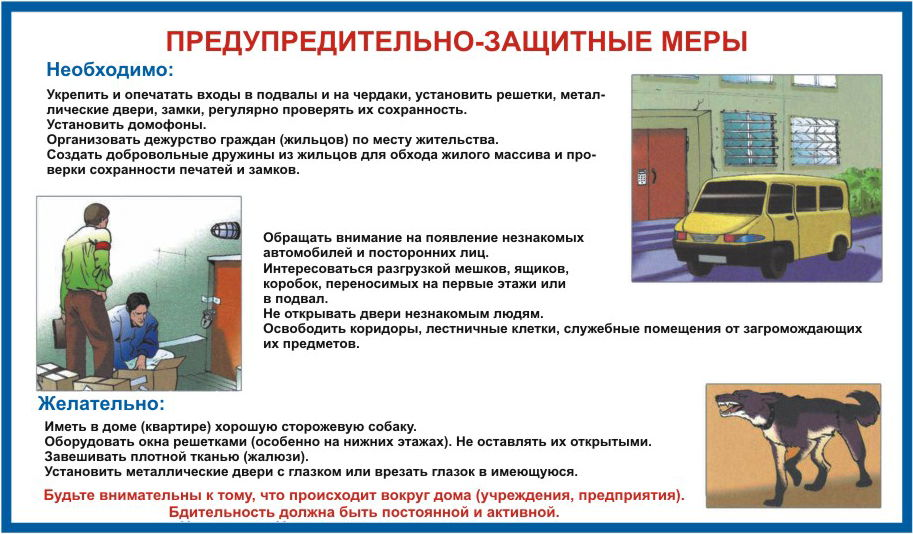 ПРЕДУПРЕДИТЕЛЬНО-ЗАЩИТНЫЕ МЕРЫ
Необходимо:
Укрепить и опечатать входы в подвалы и на чердаки, установить решетки, метал-
лические двери, замки, регулярно проверять их сохранность.
Установить домофоны.
Организовать дежурство граждан (жильцов) по месту жительства.
Создать добровольные дружины из жильцов для обхода жилого массива и про-
верки сохранности печатей и замков.
Обращать внимание на появление незнакомых
автомобилей и посторонних лиц.
Интересоваться разгрузкой мешков, ящиков,
коробок, переносимых на первые этажи или
в подвал.
Не открывать двери незнакомым людям.
Освободить коридоры, лестничные клетки, служебные помещения от загромождающих
их предметов.
Желательно:
Иметь в доме (квартире) хорошую сторожевую собаку.
Оборудовать окна решетками (особенно на нижних этажах). Не оставлять их открытыми.
Завешивать плотной тканью (жалюзи).
Установить металлические двери с глазком или врезать глазок в имеющуюся.
Будьте внимательны к тому, что происходит вокруг дома (учреждения, предприятия).
Бдительность должна быть постоянной и активной.